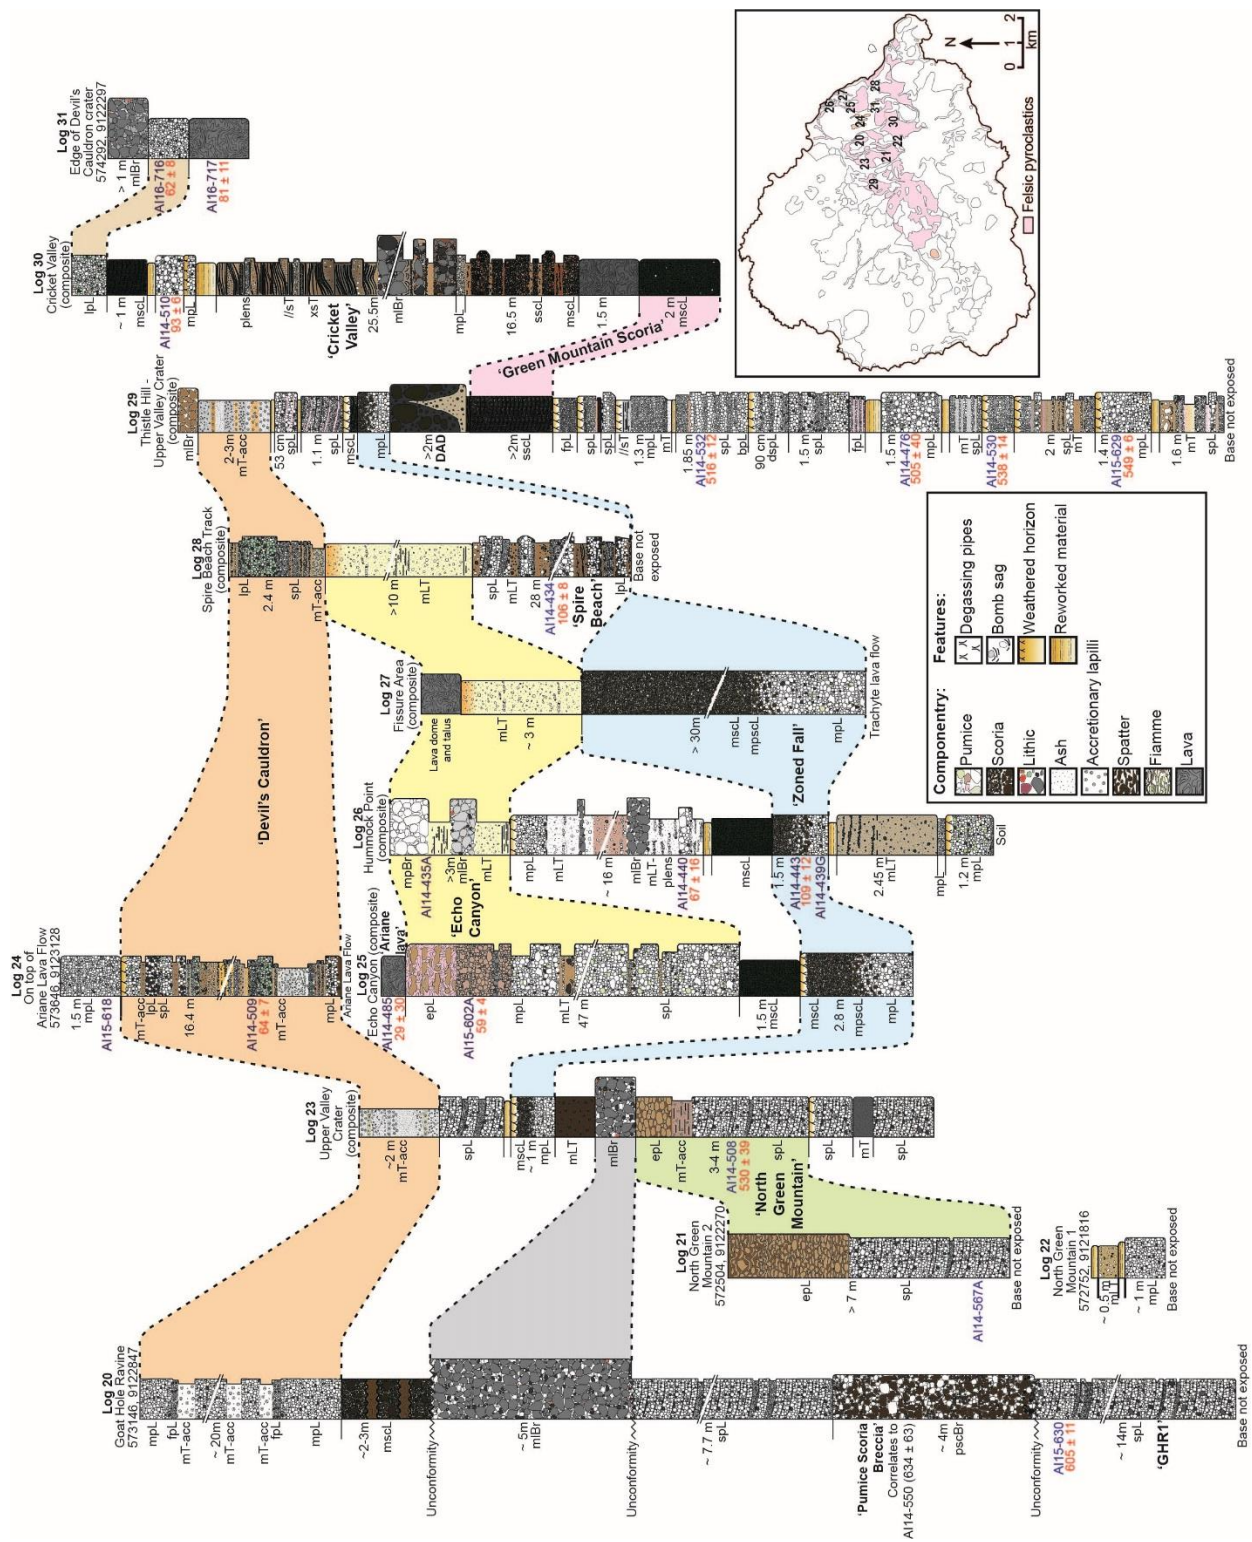 Log 20
Goat Hole Ravine
573146, 9122847
mpL
fpL
mT-acc
~ 20m
mT-acc
mT-acc
fpL
mpL
~2-3m
mscL
Unconformity
~ 5m
mlBr
Unconformity
~ 7.7 m
spL
'Pumice Scoria
Breccia'
Correlates to
AI14-550 (634 ± 63)
~ 4m
pscBr
Unconformity
AI15-630
605 ± 11
~ 14m
spL
'GHR1'
Base not exposed
Log 21
North Green
Mountain 2
572504, 9122270
epL
> 7 m
spL
AI14-567A
Base not exposed
Log 22
North Green
Mountain 1
572752, 9121816
~ 0.5 m
~ 1 m
mpL
Base not exposed
Log 23
Upper Valley
Crater
(composite)
~2 m
mT-acc
spL
mscL
~ 1 m
mpL
mLT
mlBr
epL
mT-acc
3-4 m
AI14-508
530 ± 39
spL
'North
Green
Mountain'
spL
mT
spL
Log 24
On top of
Ariane Lava Flow
573646, 9123128
1.5 m
mpL
AI15-618
mT-acc
lpL
spL
16.4 m
AI14-509
64 ± 7
mT-acc
mpL
Ariane Lava Flow
'Devil's Cauldron'
Log 25
Echo Canyon (composite)
AI14-485
29 ± 30
'Ariane
lava'
epL
AI15-602A
59 ± 4
mpL
mLT
47 m
spL
1.5 m
mscL
mscL
2.8 m
mpscL
mpL
'Echo
Canyon'
Log 26
Hummock Point
(composite)
mpBr
AI14-435A
>3m
mlBr
mLT
mpL
mLT
~ 16 m
mlBr
mLT-
plens
AI14-440
67 ± 16
mscL
1.5 m
AI14-443
109 ± 12
AI14-439G
2.45 m
mLT
mpL
1.2 m
mpL
Soil
'Zoned Fall'
Log 27
Fissure Area
(composite)
Lava dome
and talus
mLT
~ 3 m
> 30m
mscL
mpscL
mpL
Trachyte lava flow
Log 28
Spire Beach Track
(composite)
lpL
2.4 m
spL
mT-acc
>10 m
mLT
spL
mLT
28 m
AI14-434
106 ± 8
'Spire
Beach'
lpL
Base not
exposed
Log 29
Thistle Hill -
Upper Valley Crater
(composite)
mlBr
2-3m
mT-acc
53 cm
spL
1.1 m
spL
mscL
mpL
>2m
DAD
>2m
sscL
fpL
spL
spL
//sT
1.3 m
mpL
mT
1.85 m
AI14-532
516 ± 12
spL
bpL
90 cm
dspL
1.5 m
spL
fpL
1.5 m
AI14-476
505 ± 40
mpL
mT
AI14-530
538 ± 14
2 m
spL
1.4 m
AI15-629
549 ± 6
mpL
1.6 m
mT
spL
Base not exposed
'Green Mountain Scoria'
Log 30
Cricket Valley
(composite)
lpL
~ 1 m
mscL
AI14-510
93 ± 6
mpL
plens
//sT
xsT
'Cricket
Valley'
25.5m
mlBr
mpL
16.5 m
sscL
mscL
1.5 m
2 m
mscL
Log 31
Edge of Devil's
Cauldron crater
574292, 9122297
> 1 m
mlBr
AI16-716
62 ± 8
AI16-717
81 ± 11
Componentry:
Pumice
Scoria
Lithic
Ash
Accretionary lapilli
Spatter
Fiamme
Lava
Features:
Degassing pipes
Bomb sag
Weathered horizon
Reworked material
26
27
25
24
28
20
31
23
30
21
22
29
N
0 1 2
km
Felsic pyroclastics